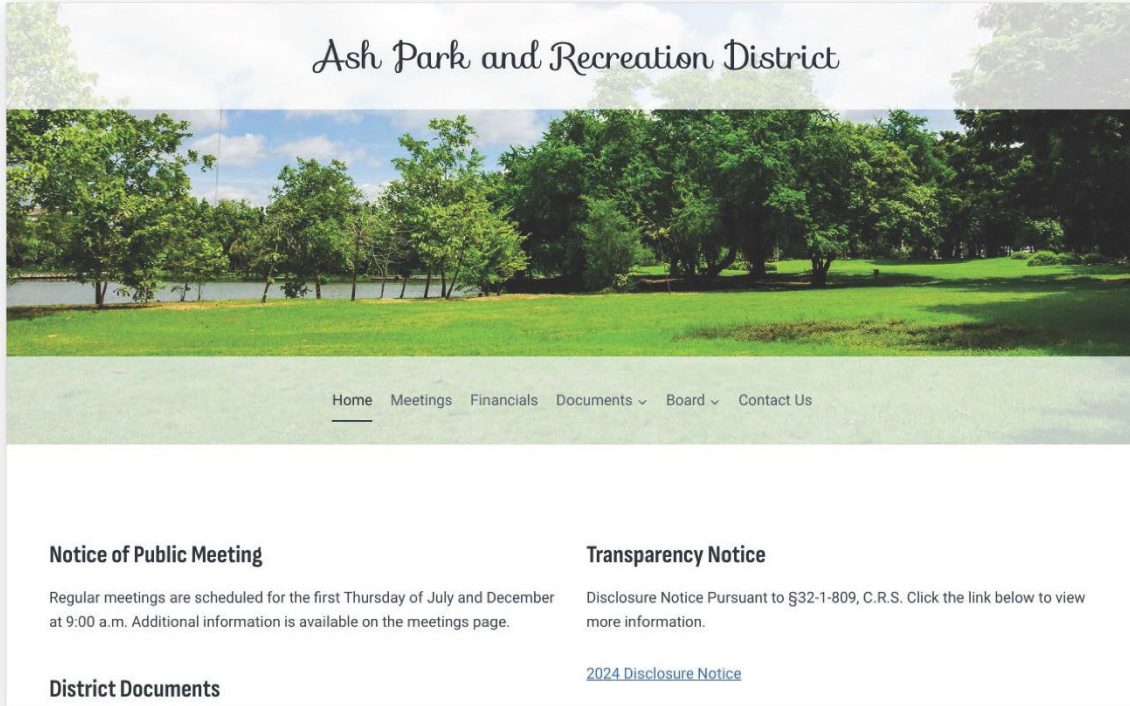 Ash Park and Recreation District
Home Meetings Financials Documents Board Contact Us
Notice of Public Meeting
Regular meetings are scheduled for the first Thursday of July and December
at 9:00 a.m. Additional information is available on the meetings page.
District Documents
Transparency Notice
Disclosure Notice Pursuant to §32-1-809, C.R.S. Click the link below to view
more information.
2024 Disclosure Notice